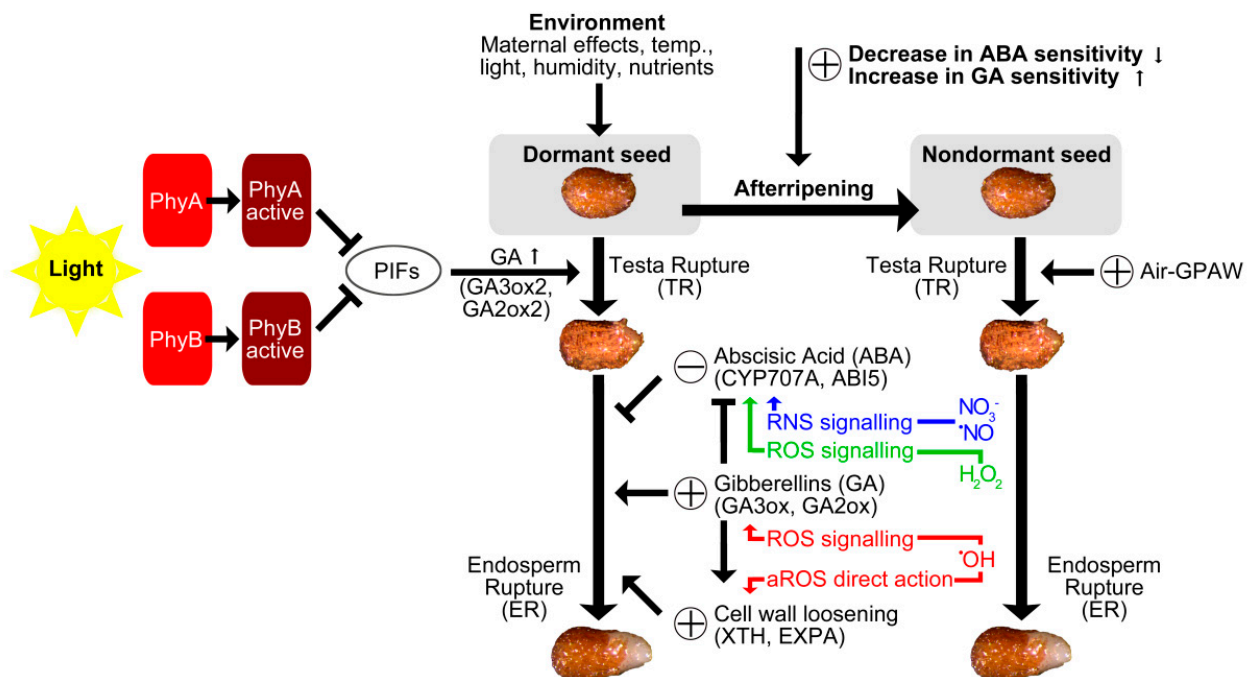 Environment
Maternal effects, temp.,
light, humidity, nutrients
⊕ Decrease in ABA sensitivity ↓
Increase in GA sensitivity ↑
Dormant seed
Nondormant seed
Afterripening
Light
PhyA
PhyA
active
PhyB
PhyB
active
PIFs
GA ↑
(GA3ox2,
GA2ox2)
Testa Rupture
(TR)
Testa Rupture
(TR)
⊕ Air-GPAW
⊖ Abscisic Acid (ABA)
(CYP707A, ABI5)
RNS signalling
NO₃⁻
•NO
ROS signalling
H₂O₂
⊕ Gibberellins (GA)
(GA3ox, GA2ox)
ROS signalling
•OH
aROS direct action
⊕ Cell wall loosening
(XTH, EXPA)
Endosperm
Rupture
(ER)
Endosperm
Rupture
(ER)